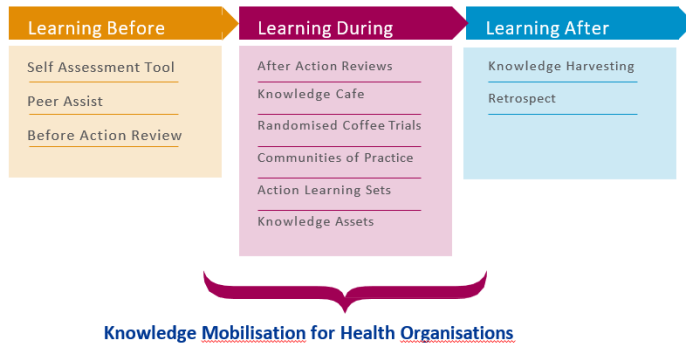 Learning Before
Self Assessment Tool
Peer Assist
Before Action Review
Learning During
After Action Reviews
Knowledge Cafe
Randomised Coffee Trials
Communities of Practice
Action Learning Sets
Knowledge Assets
Learning After
Knowledge Harvesting
Retrospect
Knowledge Mobilisation for Health Organisations